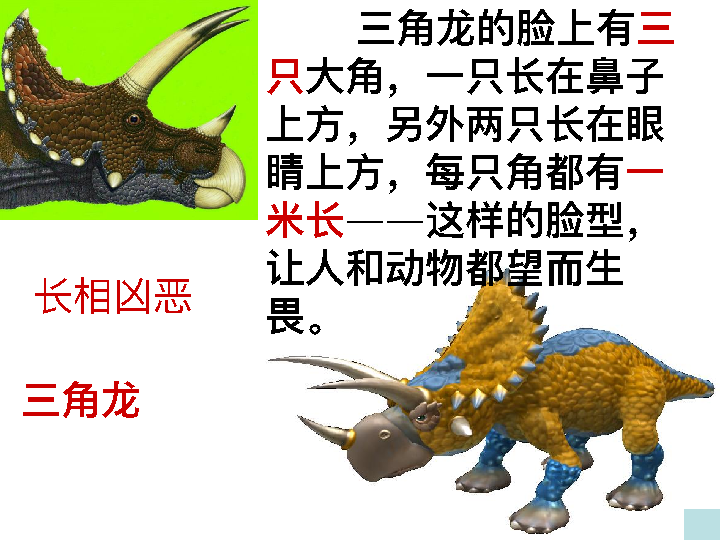 三角龙的脸上有三
只大角，一只长在鼻子
上方，另外两只长在眼
睛上方，每只角都有一
米长——这样的脸型，
让人和动物都望而生
畏。
长相凶恶
三角龙